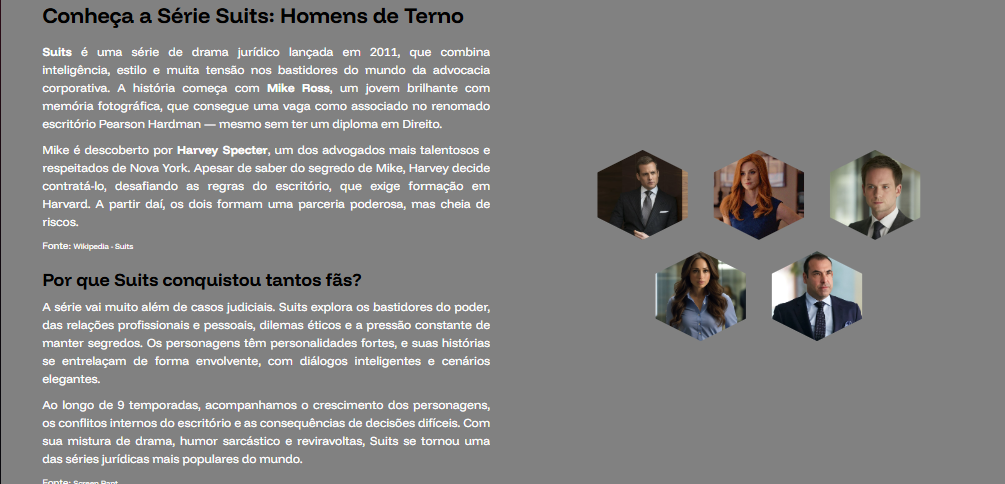 Conheça a Série Suits: Homens de Terno
Suits é uma série de drama jurídico lançada em 2011, que combina
inteligência, estilo e muita tensão nos bastidores do mundo da advocacia
corporativa. A história começa com Mike Ross, um jovem brilhante com
memória fotográfica, que consegue uma vaga como associado no renomado
escritório Pearson Hardman — mesmo sem ter um diploma em Direito.
Mike é descoberto por Harvey Specter, um dos advogados mais talentosos e
respeitados de Nova York. Apesar de saber do segredo de Mike, Harvey decide
contratá-lo, desafiando as regras do escritório, que exige formação em
Harvard. A partir daí, os dois formam uma parceria poderosa, mas cheia de
riscos.
Fonte: Wikipedia - Suits
Por que Suits conquistou tantos fãs?
A série vai muito além de casos judiciais. Suits explora os bastidores do poder,
das relações profissionais e pessoais, dilemas éticos e a pressão constante de
manter segredos. Os personagens têm personalidades fortes, e suas histórias
se entrelaçam de forma envolvente, com diálogos inteligentes e cenários
elegantes.
Ao longo de 9 temporadas, acompanhamos o crescimento dos personagens,
os conflitos internos do escritório e as consequências de decisões difíceis. Com
sua mistura de drama, humor sarcástico e reviravoltas, Suits se tornou uma
das séries jurídicas mais populares do mundo.
Fonte: Screen Rant